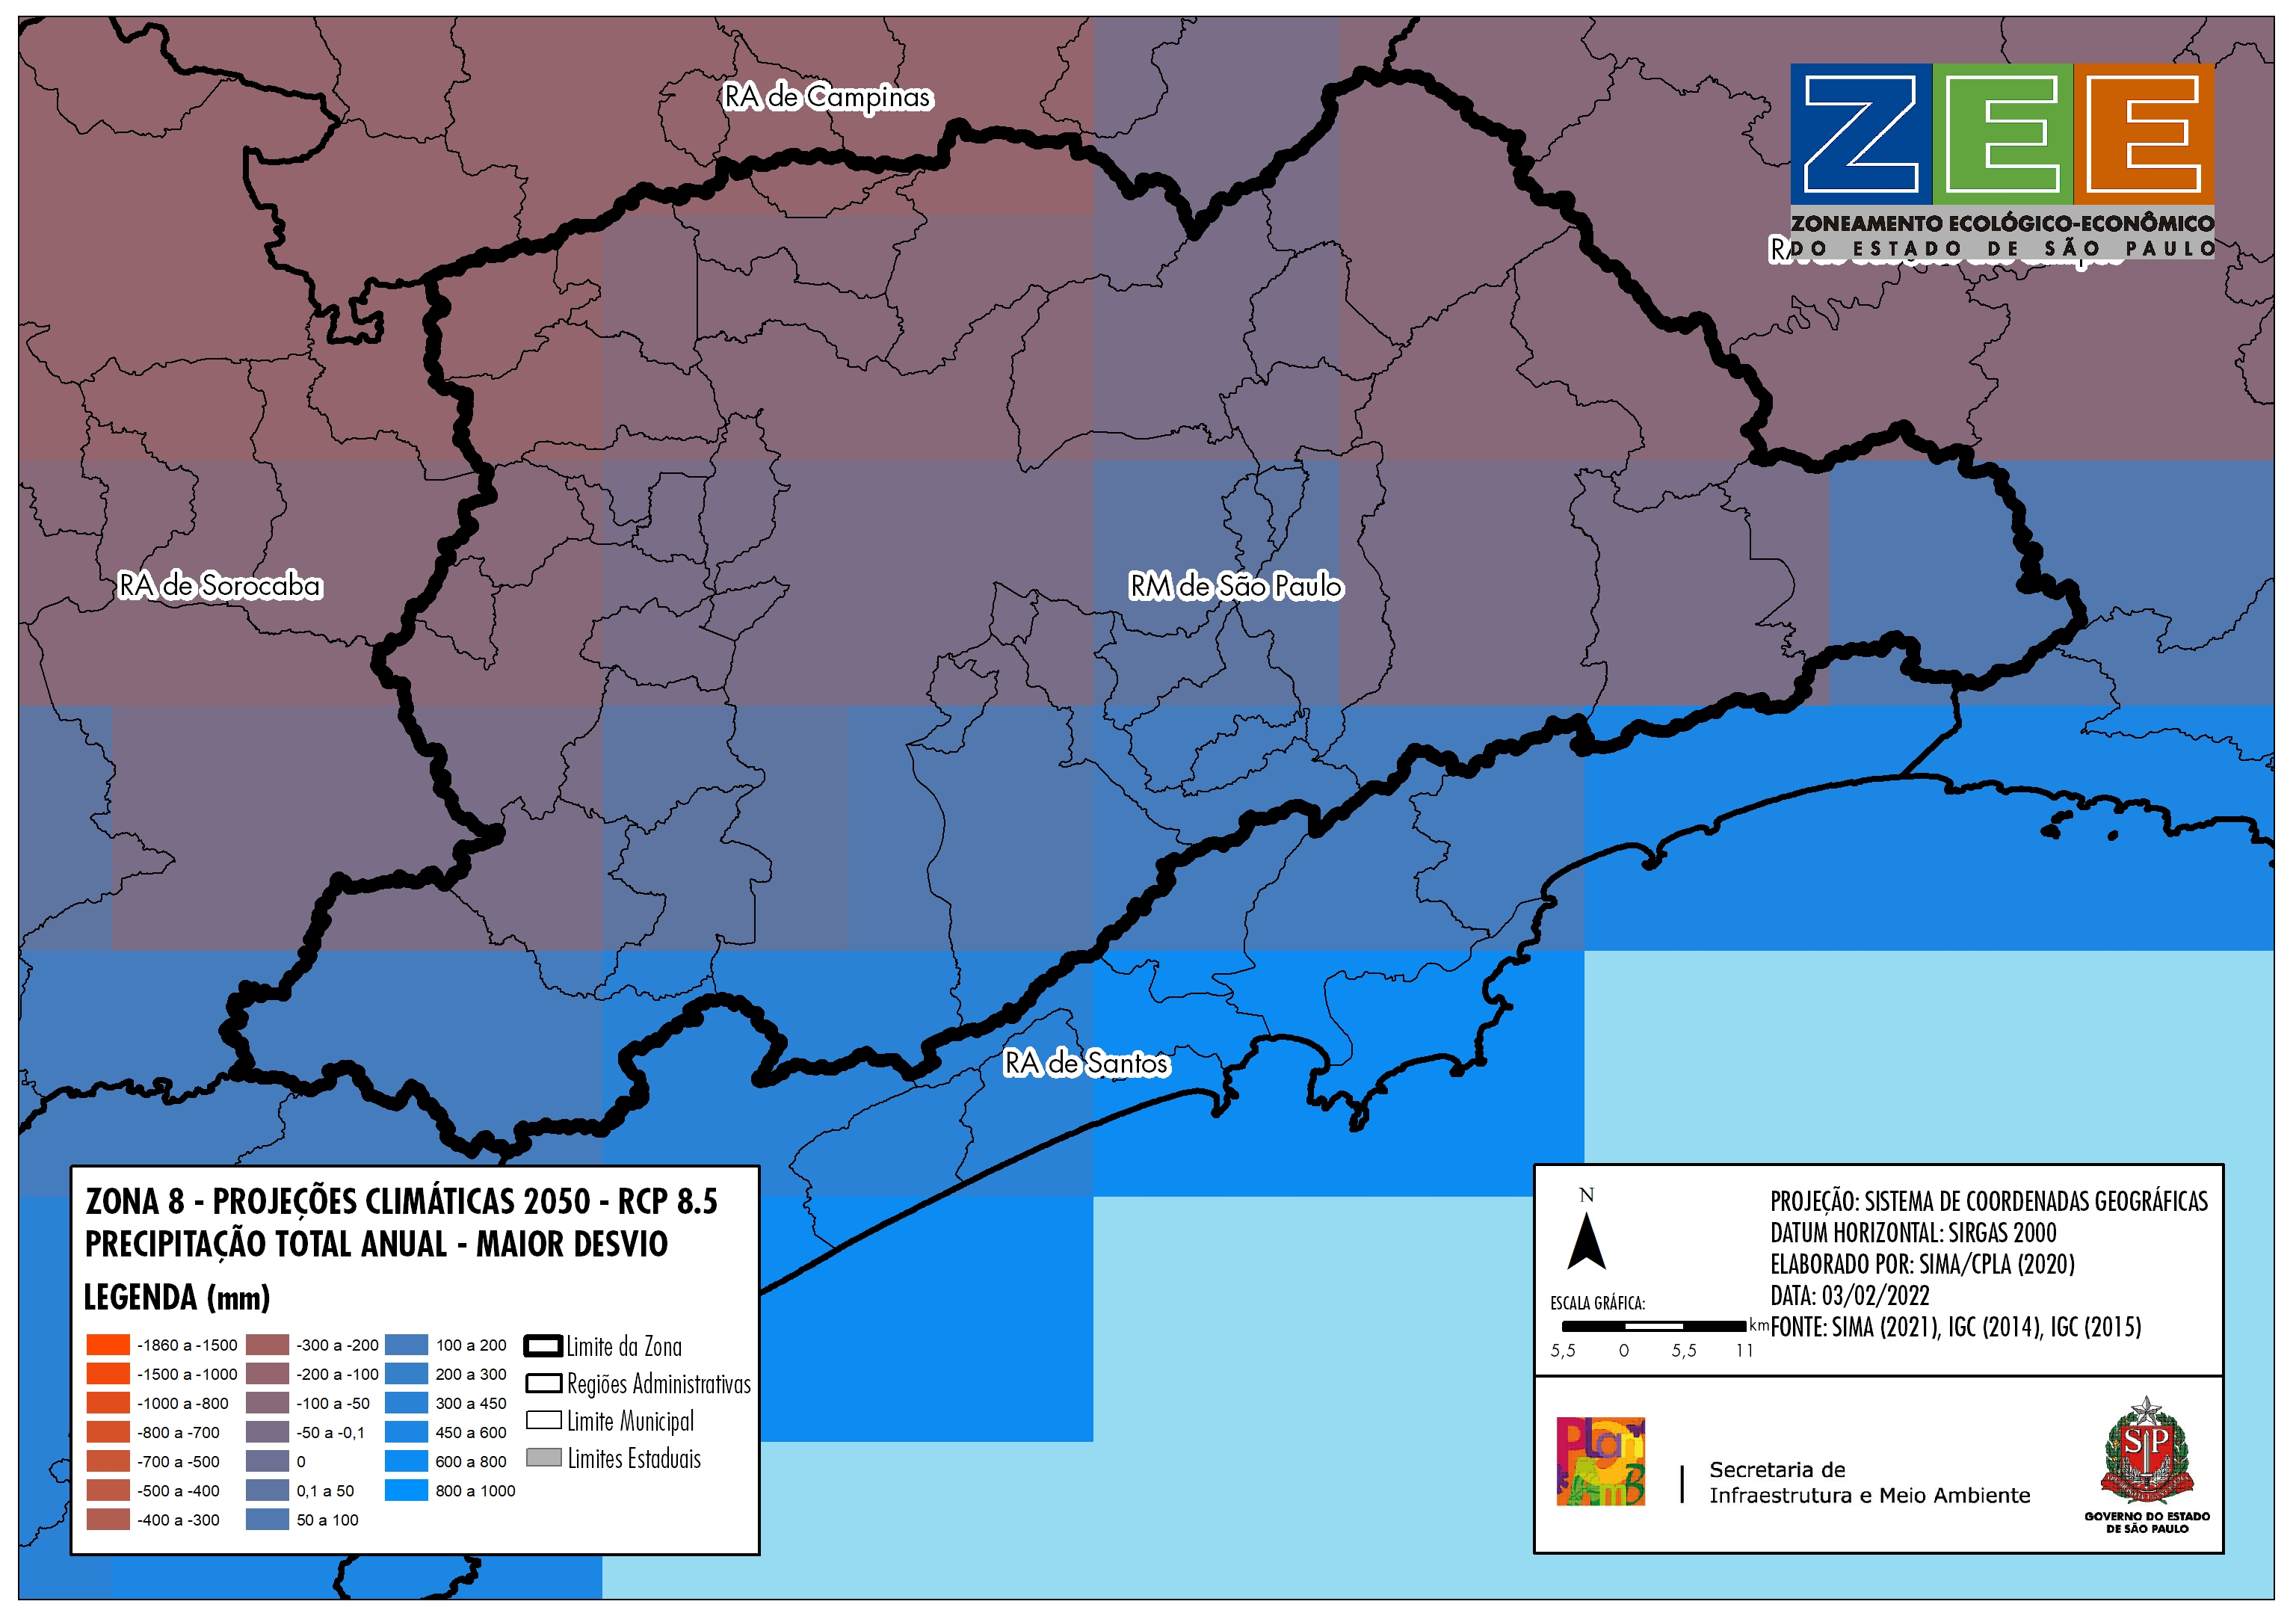 RA de Campinas
ZEE
ZONEAMENTO ECOLÓGICO-ECONÔMICO
DO ESTADO DE SÃO PAULO
RA de Sorocaba
RM de São Paulo
RA de Santos
ZONA 8 - PROJEÇÕES CLIMÁTICAS 2050 - RCP 8.5
PRECIPITAÇÃO TOTAL ANUAL - MAIOR DESVIO
LEGENDA (mm)
-1860 a -1500
-1500 a -1000
-1000 a -800
-800 a -700
-700 a -500
-500 a -400
-400 a -300
-300 a -200
-200 a -100
-100 a -50
-50 a -0,1
0
0,1 a 50
50 a 100
100 a 200
200 a 300
300 a 450
450 a 600
600 a 800
800 a 1000
Limite da Zona
Regiões Administrativas
Limite Municipal
Limites Estaduais
N
ESCALA GRÁFICA:
km
5,5 0 5,5 11
PROJEÇÃO: SISTEMA DE COORDENADAS GEOGRÁFICAS
DATUM HORIZONTAL: SIRGAS 2000
ELABORADO POR: SIMA/CPLA (2020)
DATA: 03/02/2022
FONTE: SIMA (2021), IGC (2014), IGC (2015)
Plan
AmB
Secretaria de
Infraestrutura e Meio Ambiente
SP
GOVERNO DO ESTADO
DE SÃO PAULO